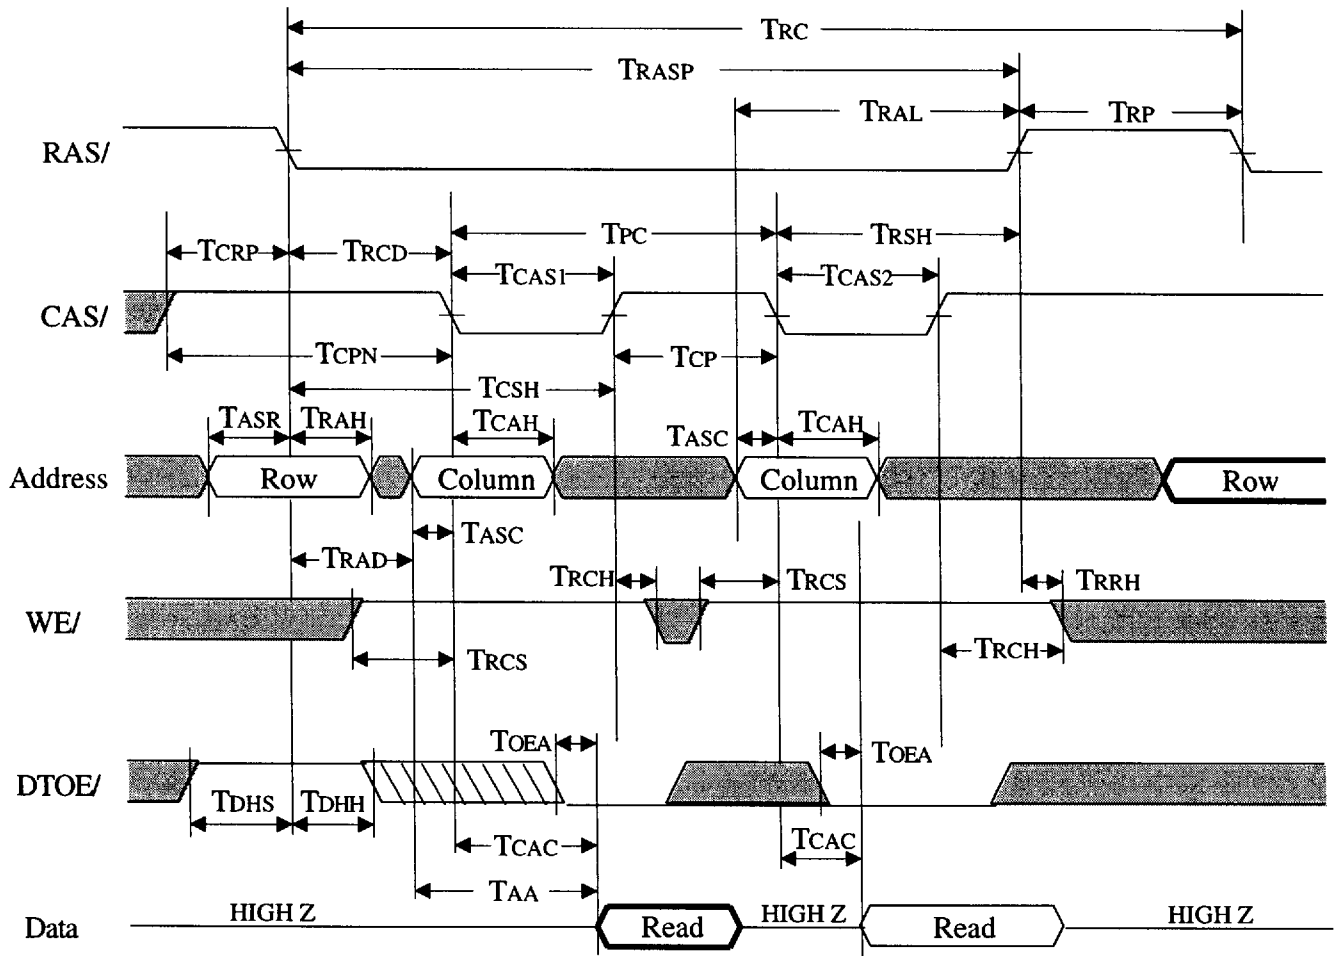 TRC
TRASP
TRAL
TRP
RAS/
TPC
TRSH
TCRP
TRCD
TCAS1
TCAS2
CAS/
TCPN
TCP
TCSH
TASR
TRAH
TCAH
TASC
TCAH
Address
Row
Column
Column
Row
TASC
TRAD
TRCH
TRCS
TRRH
WE/
TRCS
TRCH
TOEA
TOEA
DTOE/
TDHS
TDHH
TCAC
TCAC
TAA
HIGH Z
HIGH Z
HIGH Z
Data
Read
Read